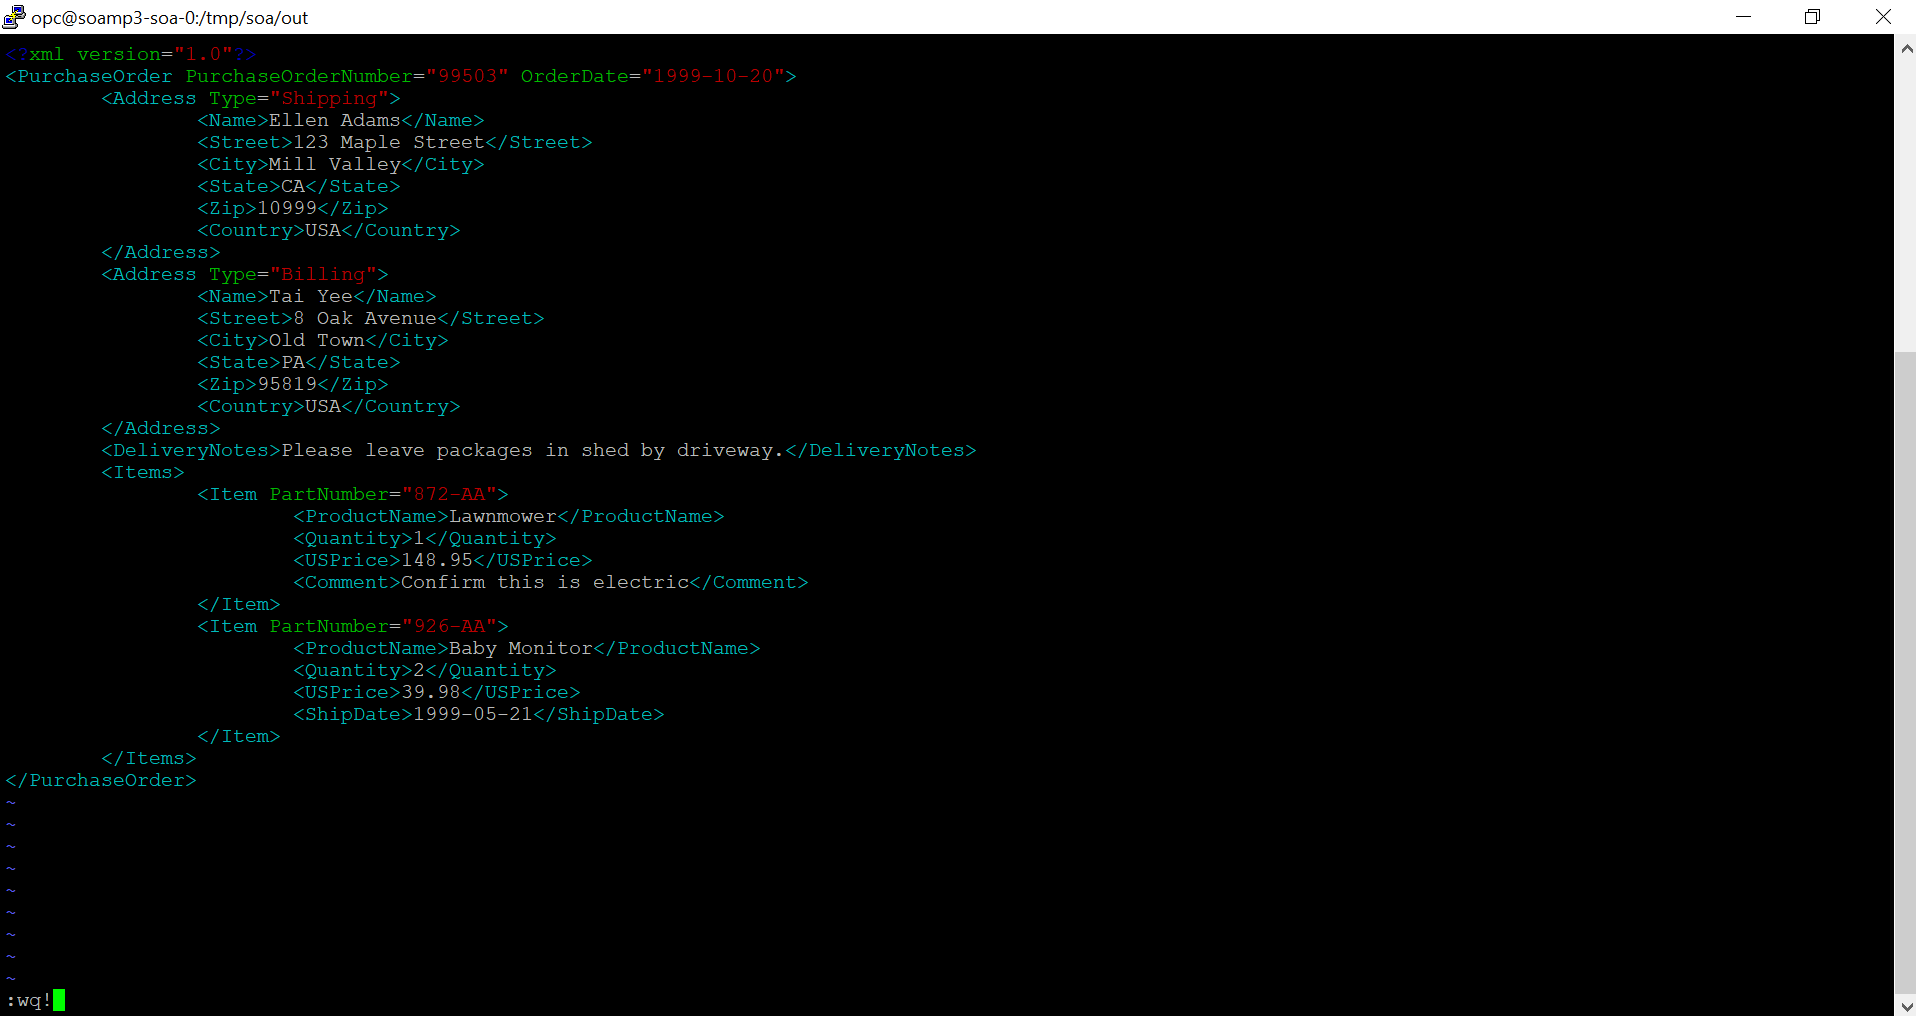 opc@soamp3-soa-0:/tmp/soa/out
<?xml version="1.0"?>
<PurchaseOrder PurchaseOrderNumber="99503" OrderDate="1999-10-20">
        <Address Type="Shipping">
                <Name>Ellen Adams</Name>
                <Street>123 Maple Street</Street>
                <City>Mill Valley</City>
                <State>CA</State>
                <Zip>10999</Zip>
                <Country>USA</Country>
        </Address>
        <Address Type="Billing">
                <Name>Tai Yee</Name>
                <Street>8 Oak Avenue</Street>
                <City>Old Town</City>
                <State>PA</State>
                <Zip>95819</Zip>
                <Country>USA</Country>
        </Address>
        <DeliveryNotes>Please leave packages in shed by driveway.</DeliveryNotes>
        <Items>
                <Item PartNumber="872-AA">
                        <ProductName>Lawnmower</ProductName>
                        <Quantity>1</Quantity>
                        <USPrice>148.95</USPrice>
                        <Comment>Confirm this is electric</Comment>
                </Item>
                <Item PartNumber="926-AA">
                        <ProductName>Baby Monitor</ProductName>
                        <Quantity>2</Quantity>
                        <USPrice>39.98</USPrice>
                        <ShipDate>1999-05-21</ShipDate>
                </Item>
        </Items>
</PurchaseOrder>
~
~
~
~
~
~
~
~
~
:wq!